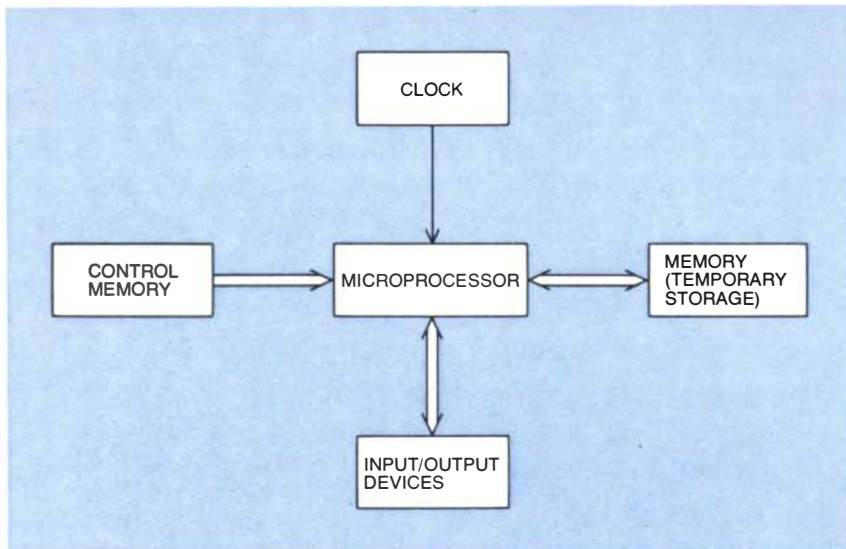 CLOCK
CONTROL
MEMORY
MICROPROCESSOR
MEMORY
(TEMPORARY
STORAGE)
INPUT/OUTPUT
DEVICES